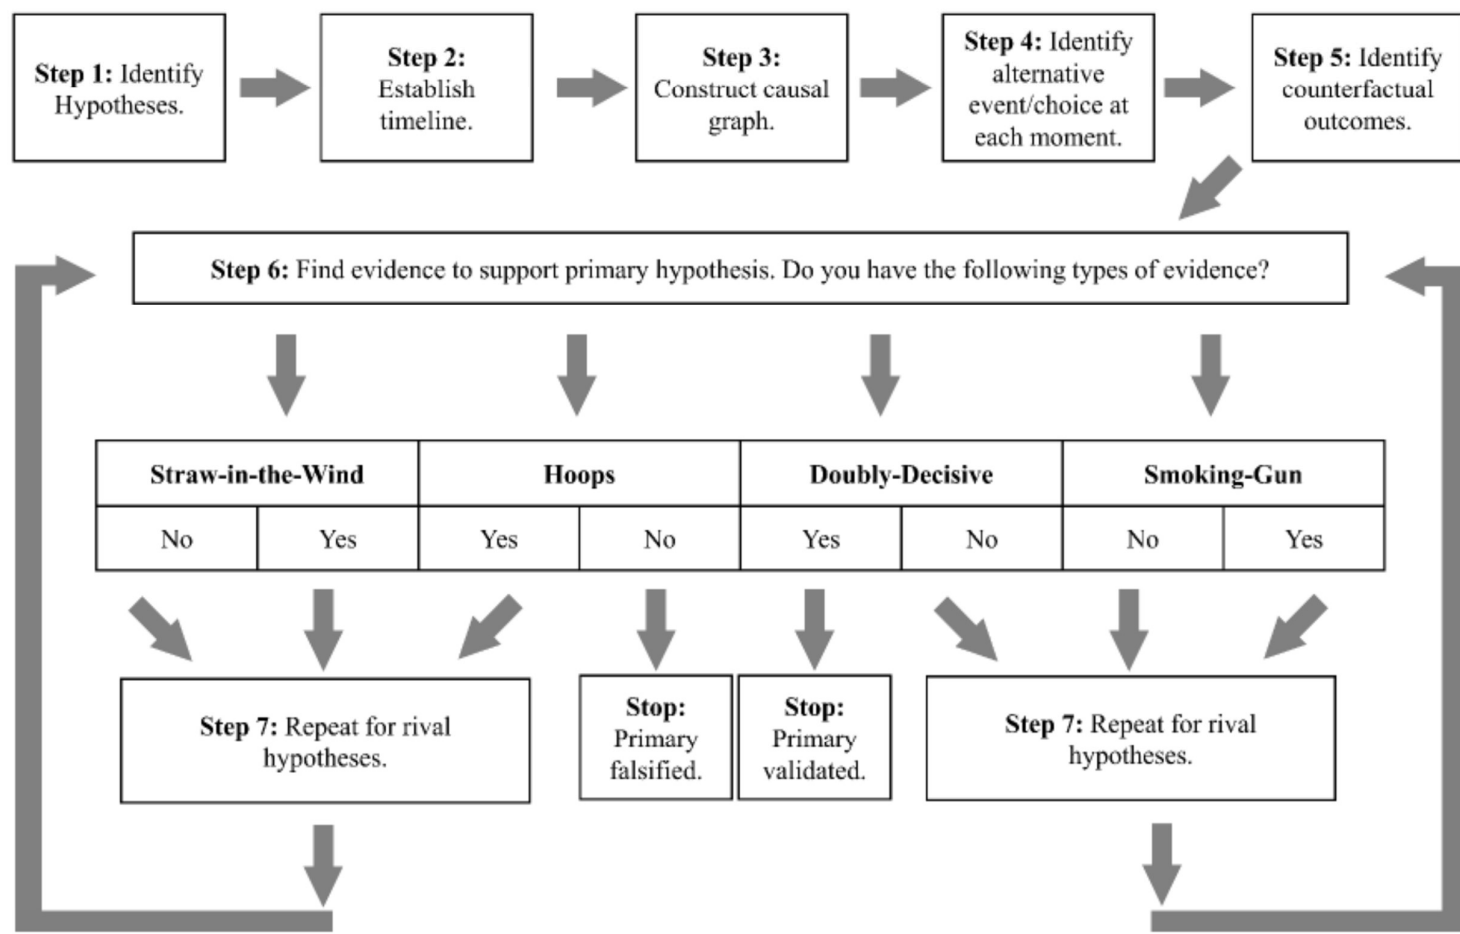 Step 1: Identify
Hypotheses.
Step 2:
Establish
timeline.
Step 3:
Construct causal
graph.
Step 4: Identify
alternative
event/choice at
each moment.
Step 5: Identify
counterfactual
outcomes.
Step 6: Find evidence to support primary hypothesis. Do you have the following types of evidence?
Straw-in-the-Wind
Hoops
Doubly-Decisive
Smoking-Gun
No
Yes
Yes
No
Yes
No
No
Yes
Step 7: Repeat for rival
hypotheses.
Stop:
Primary
falsified.
Stop:
Primary
validated.
Step 7: Repeat for rival
hypotheses.